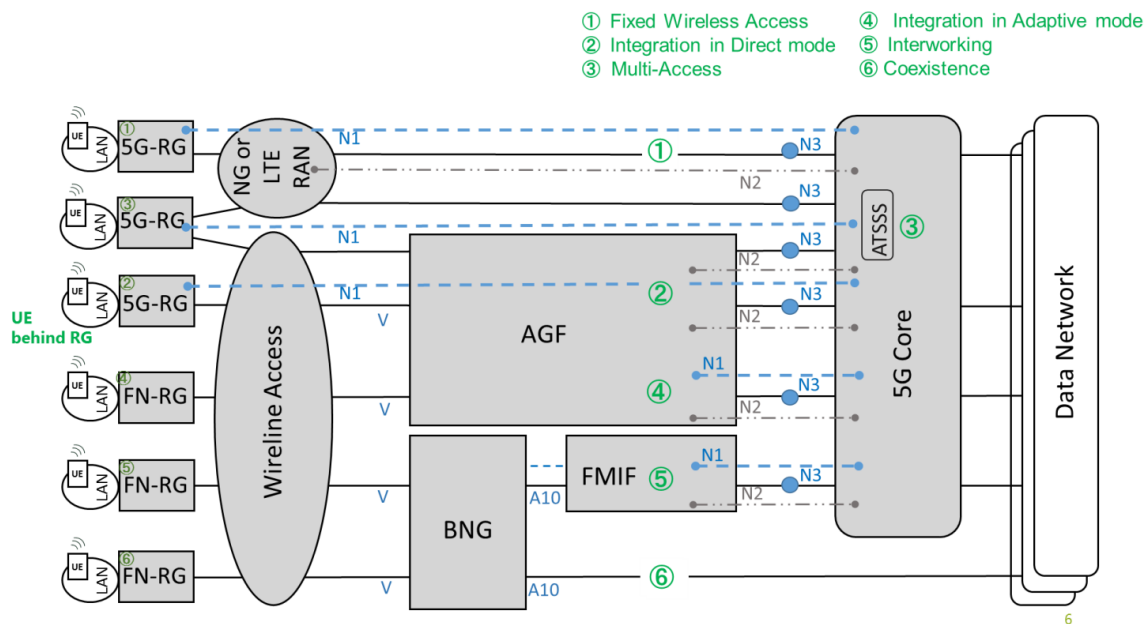 ① Fixed Wireless Access
② Integration in Direct mode
③ Multi-Access
④ Integration in Adaptive mode
⑤ Interworking
⑥ Coexistence
UE
LAN
①
5G-RG
NG or
LTE
RAN
N1
①
N3
N2
UE
LAN
③
5G-RG
N1
N3
ATSSS
③
N3
N2
UE
LAN
②
5G-RG
N1
V
②
N3
N2
UE
behind RG
AGF
UE
LAN
④
FN-RG
V
④
N1
N3
N2
Wireline Access
5G Core
Data Network
UE
LAN
⑤
FN-RG
V
BNG
A10
FMIF
⑤
N1
N3
N2
UE
LAN
⑥
FN-RG
V
A10
⑥
6